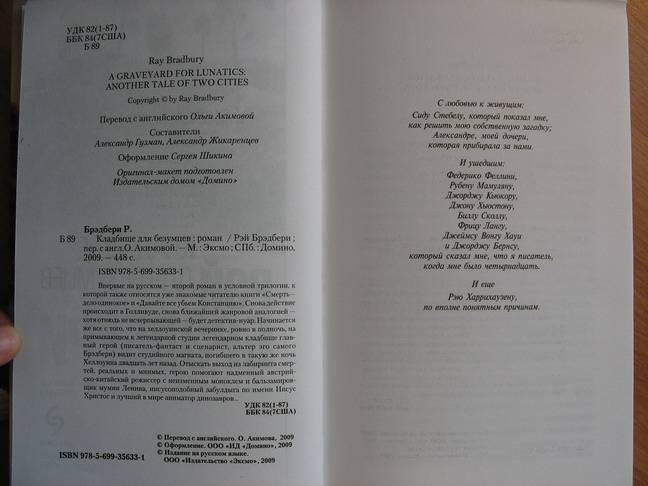 УДК 82(1-87)
ББК 84(7США)
Б 89
Ray Bradbury
A GRAVEYARD FOR LUNATICS:
ANOTHER TALE OF TWO CITIES
Copyright © by Ray Bradbury
Перевод с английского Ольги Акимовой
Составители
Александр Гузман, Александр Жикаренцев
Оформление Сергея Шикина
Оригинал-макет подготовлен
Издательским домом «Домино»
Брэдбери Р.
Б 89 Кладбище для безумцев : роман / Рэй Брэдбери ;
пер. с англ. О. Акимовой. — М. : Эксмо ; СПб. : Домино,
2009. — 448 с.
ISBN 978-5-699-35633-1
Впервые на русском — второй роман в условной трилогии, к
которой также относятся уже знакомые читателю книги «Смерть-
дело одинокое» и «Давайте все убьем Констанцию». Снова действие
происходит в Голливуде, снова ближайшей жанровой аналогией —
хотя отнюдь не исчерпывающей — будет детектив-нуар. Начинается
же все с того, что на хеллоуинской вечеринке, ровно в полночь, на
примыкающем к легендарной студии легендарном кладбище глав-
ный герой (писатель-фантаст и сценарист, альтер эго самого
Брэдбери) видит студийного магната, погибшего в такую же ночь
Хеллоуина двадцать лет назад. Отыскать выход из лабиринта смер-
тей, реальных и мнимых, герою помогают надменный австрий-
ско-китайский режиссер с неизменным моноклем и бальзамиров-
щик мумии Ленина, иисусоподобный забулдыга по имени Иисус
Христос и лучший в мире аниматор динозавров...
УДК 82(1-87)
ББК 84(7США)
© Перевод с английского. О. Акимова, 2009
© Оформление. ООО «ИД «Домино», 2009
© Издание на русском языке.
ISBN 978-5-699-35633-1 ООО «Издательство «Эксмо», 2009
С любовью к живущим:
Сиду Стебелу, который показал мне,
как решить мою собственную загадку;
Александре, моей дочери,
которая прибирала за нами.
И ушедшим:
Федерико Феллини,
Рубену Мамуляну,
Джорджу Кьюкору,
Джону Хьюстону,
Биллу Сколлу,
Фрицу Лангу,
Джеймсу Вонгу Хауи
и Джорджу Бернсу,
который сказал мне, что я писатель,
когда мне было четырнадцать.
И еще
Рэю Харрихаузену,
по вполне понятным причинам.